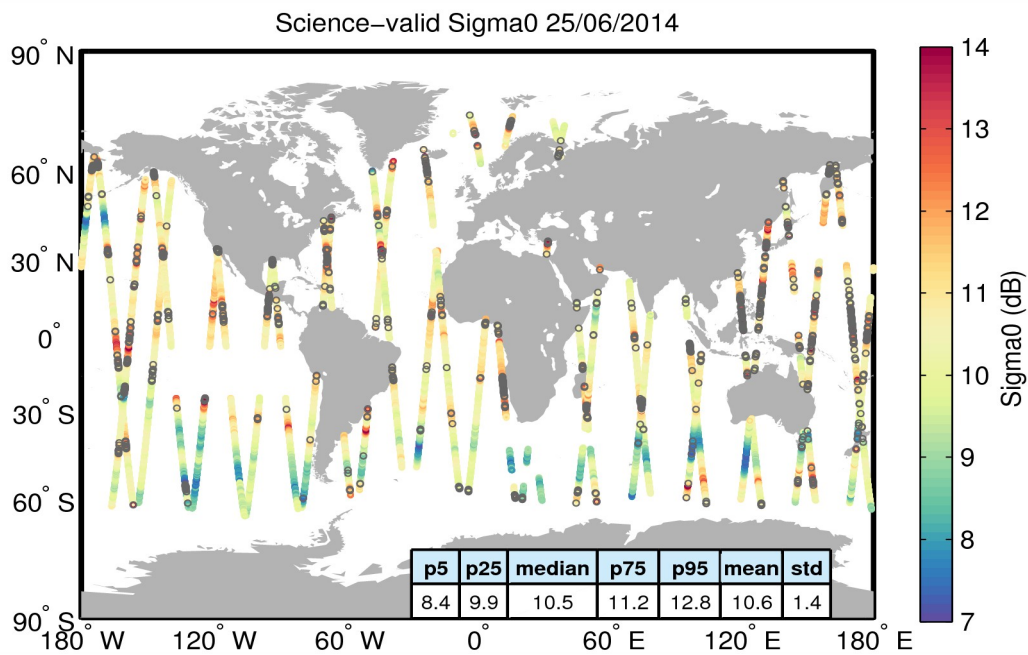 Science−valid Sigma0 25/06/2014
90° N
60° N
30° N
0°
30° S
60° S
90° S
180° W
120° W
60° W
0°
60° E
120° E
180° E
p5 p25 median p75 p95 mean std
8.4 9.9 10.5 11.2 12.8 10.6 1.4
14
13
12
11
10
9
8
7
Sigma0 (dB)